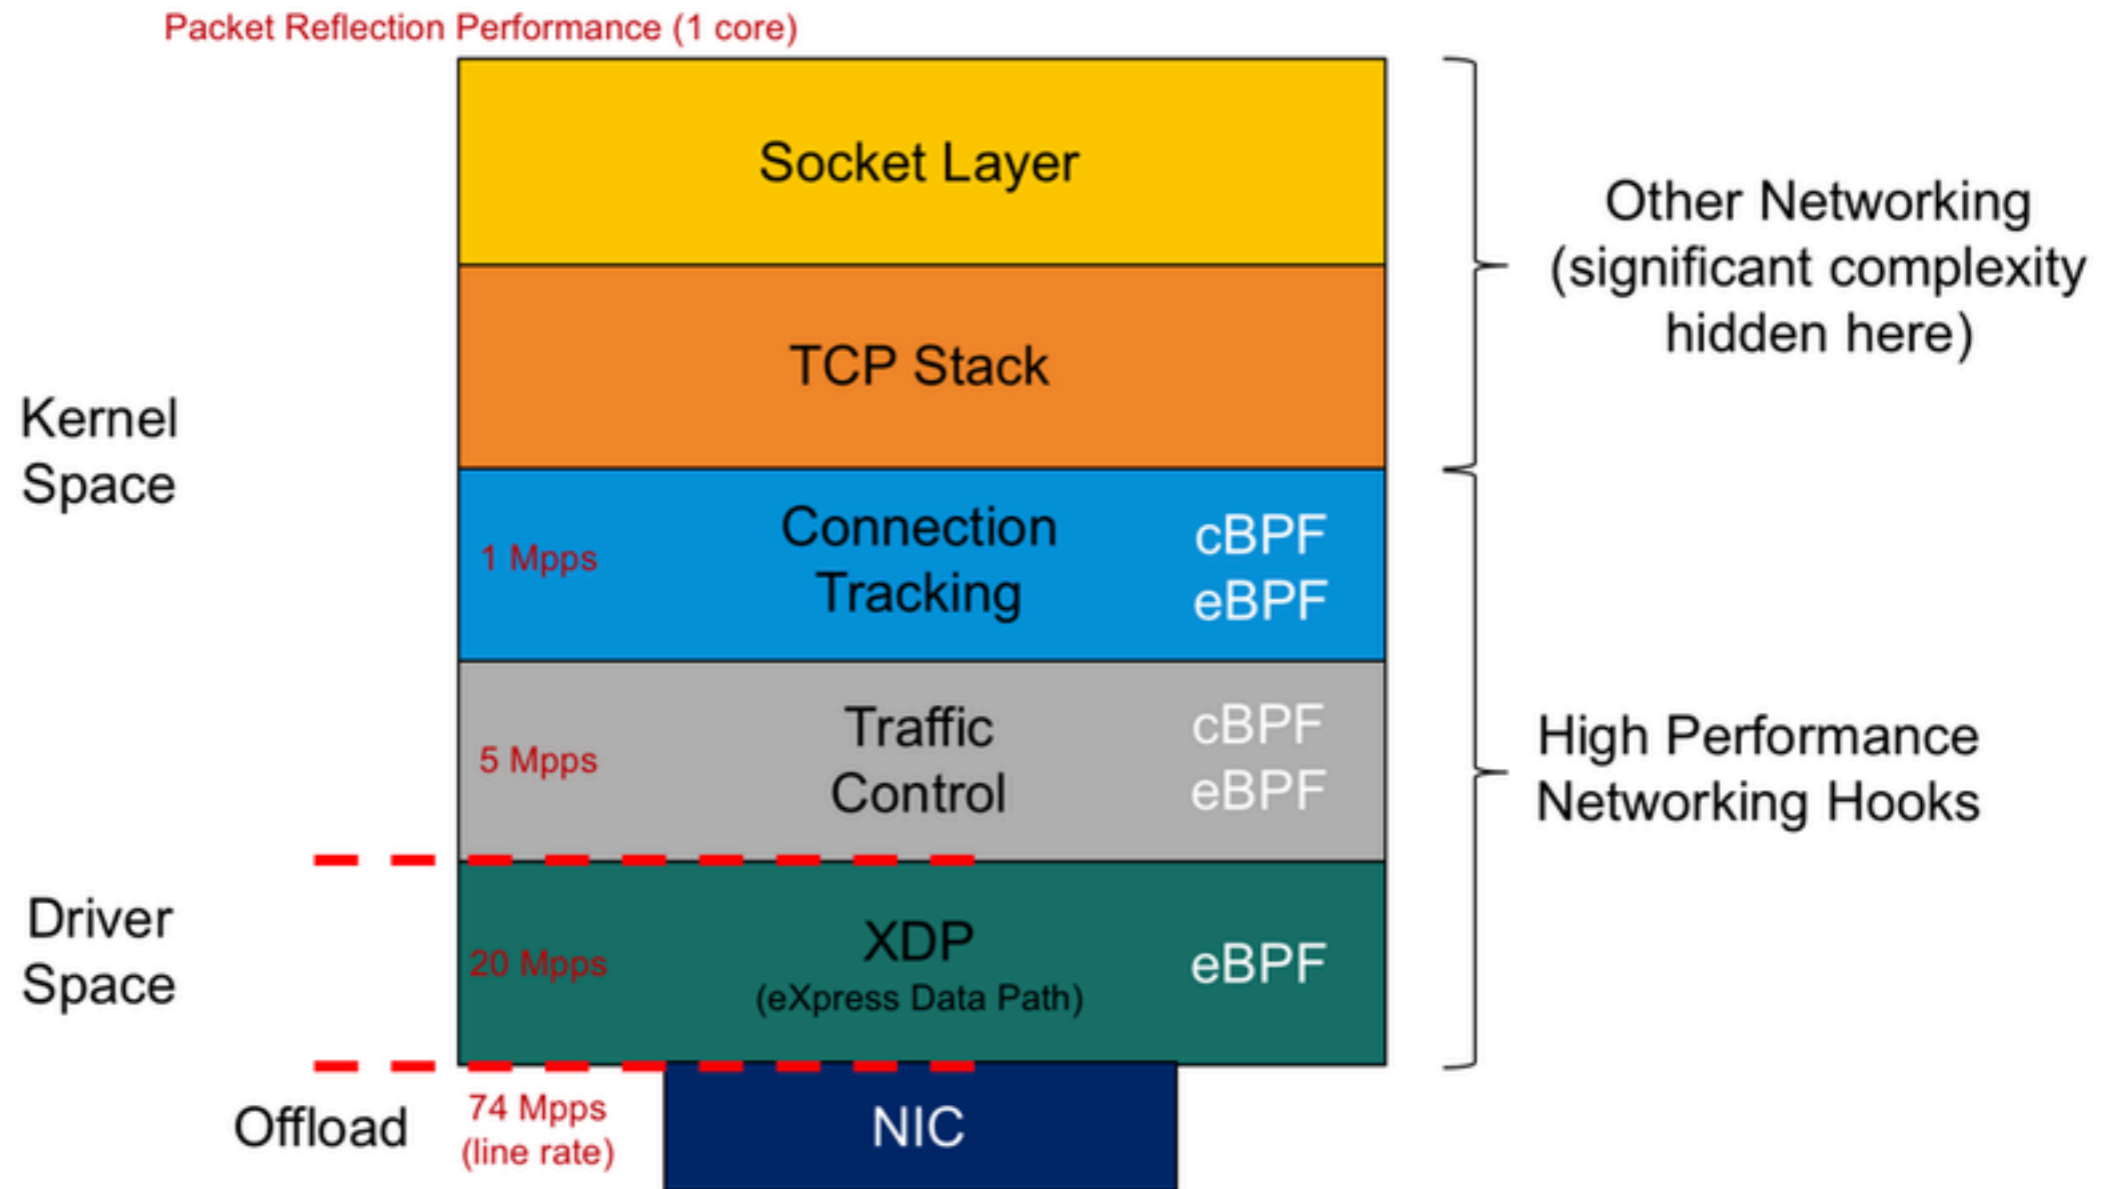 Packet Reflection Performance (1 core)
Socket Layer
Other Networking
(significant complexity
hidden here)
TCP Stack
Kernel
Space
1 Mpps
Connection
Tracking
cBPF
eBPF
5 Mpps
Traffic
Control
cBPF
eBPF
High Performance
Networking Hooks
Driver
Space
20 Mpps
XDP
(eXpress Data Path)
eBPF
Offload
74 Mpps
(line rate)
NIC